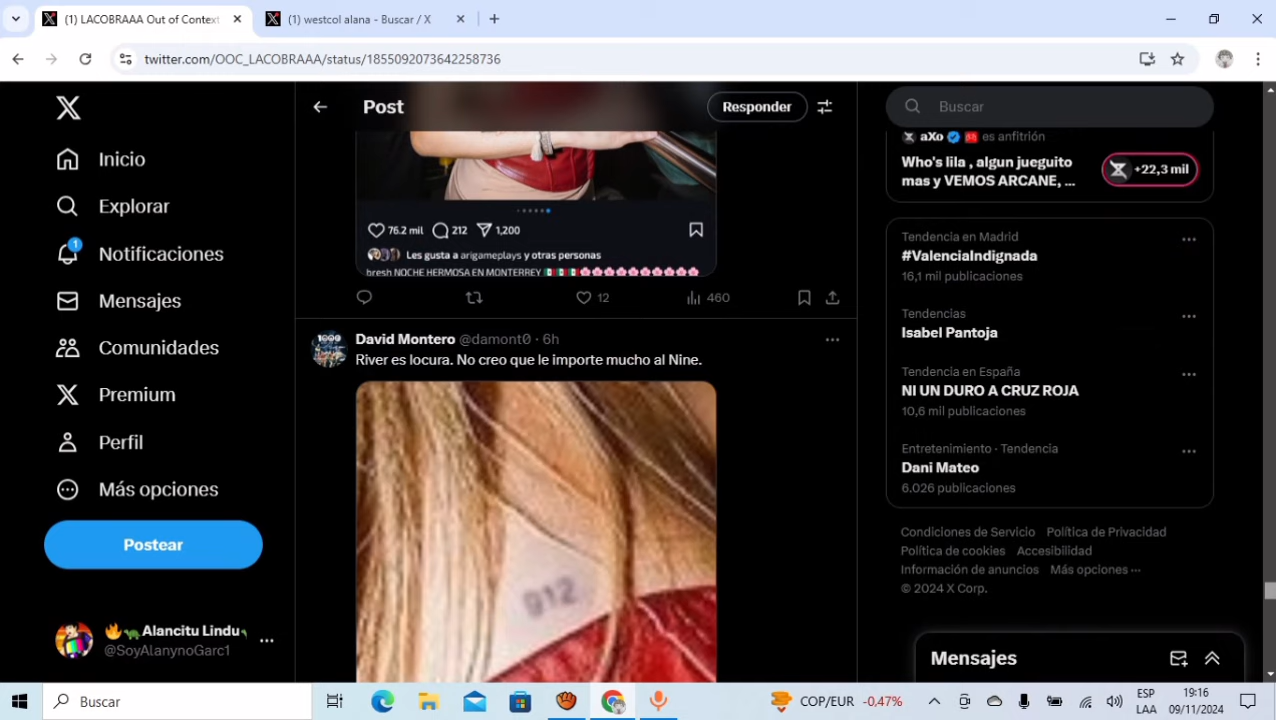 (1) LACOBRAAA Out of Context
(1) westcol alana - Buscar / X
twitter.com/OOC_LACOBRAAA/status/1855092073642258736
Inicio
Explorar
1
Notificaciones
Mensajes
Comunidades
Premium
Perfil
Más opciones
Postear
🔥🦖Alancitu Lindu
@SoyAlanynoGarc1
Post
Responder
76.2 mil 212 1,200
Les gusta a arigameplays y otras personas
bresh NOCHE HERMOSA EN MONTERREY 🇲🇽🇲🇽🇲🇽🌸🌸🌸🌸🌸🌸🌸🌸🌸🌸
12 460
David Montero @damont0 · 6h
River es locura. No creo que le importe mucho al Nine.
912
Buscar
aXo es anfitrión
Who's lila , algun jueguito
mas y VEMOS ARCANE, ...
+22,3 mil
Tendencia en Madrid
#ValenciaIndignada
16,1 mil publicaciones
Tendencias
Isabel Pantoja
Tendencia en España
NI UN DURO A CRUZ ROJA
10,6 mil publicaciones
Entretenimiento · Tendencia
Dani Mateo
6.026 publicaciones
Condiciones de Servicio Política de Privacidad
Política de cookies Accesibilidad
Información de anuncios Más opciones ···
© 2024 X Corp.
Mensajes
Buscar
COP/EUR -0,47%
ESP
LAA
19:16
09/11/2024